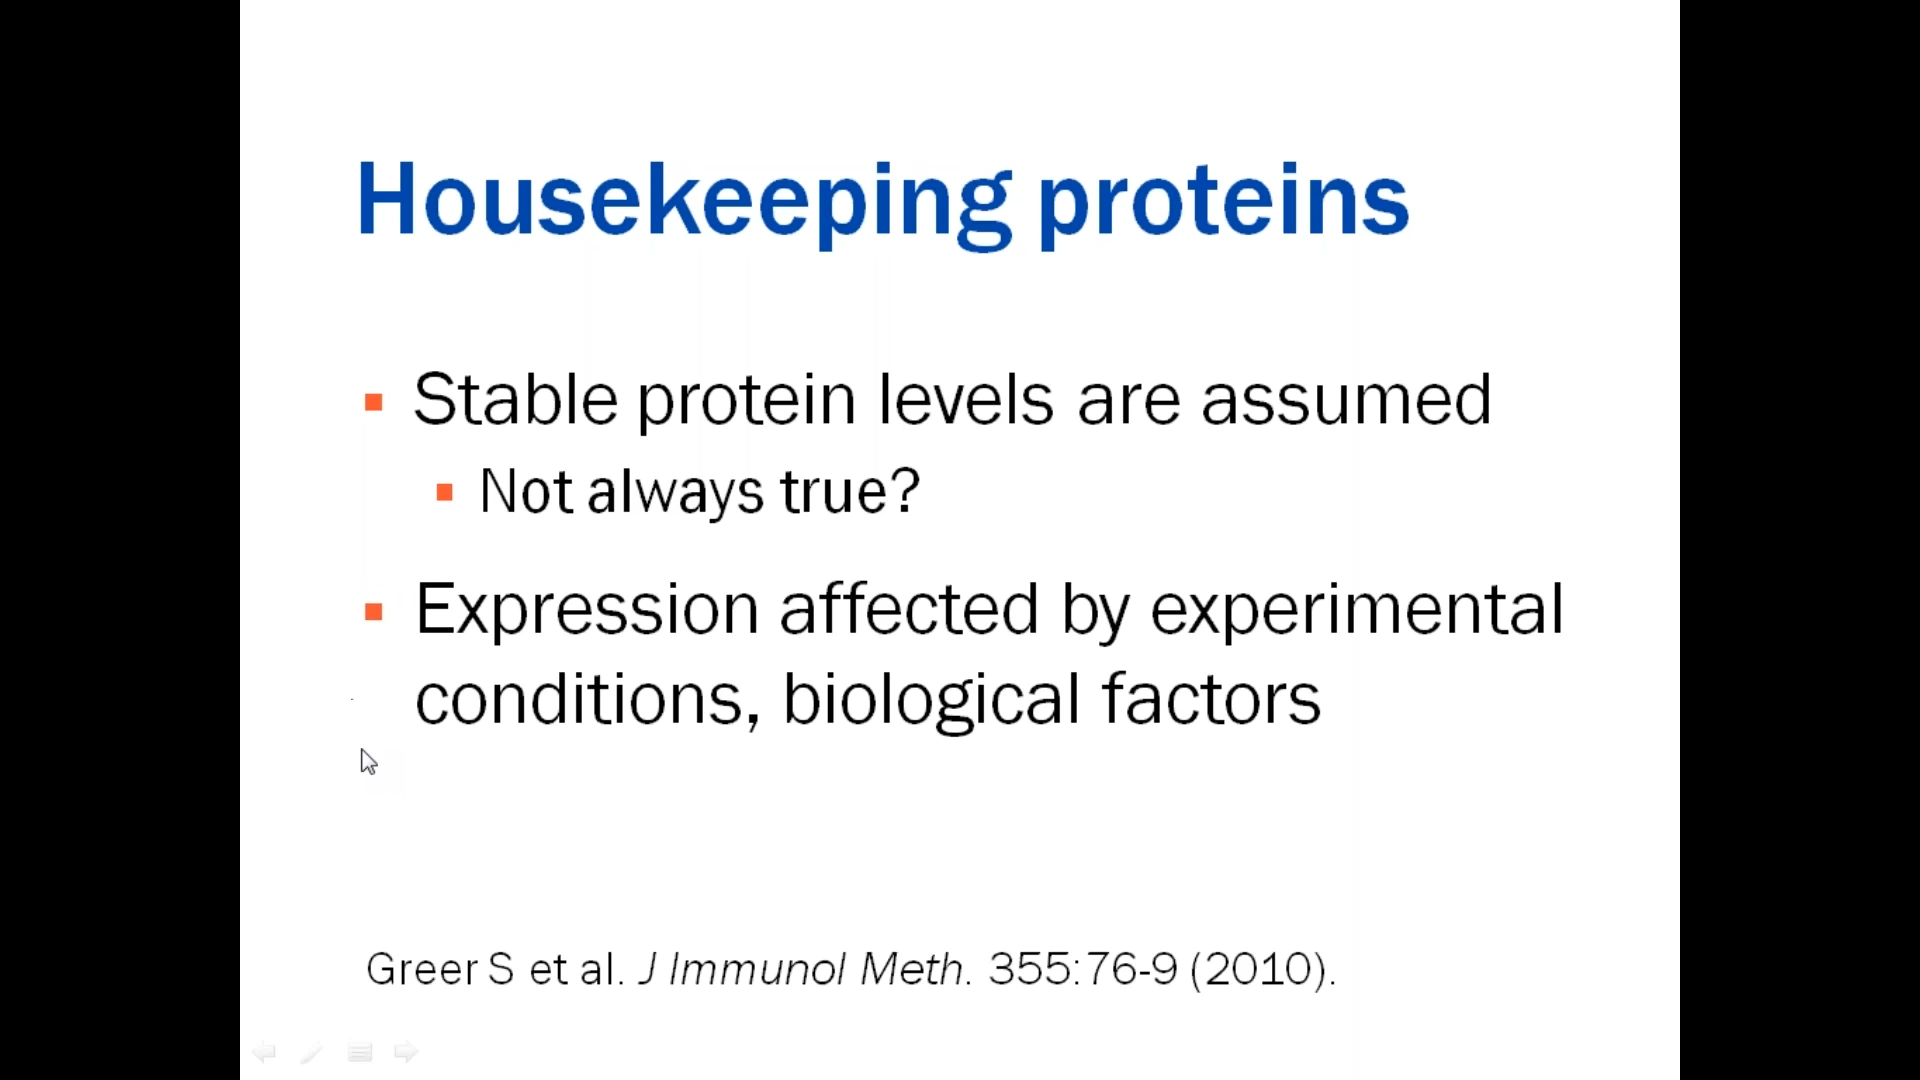 Housekeeping proteins
Stable protein levels are assumed
Not always true?
Expression affected by experimental
conditions, biological factors
Greer S et al. J Immunol Meth. 355:76-9 (2010).